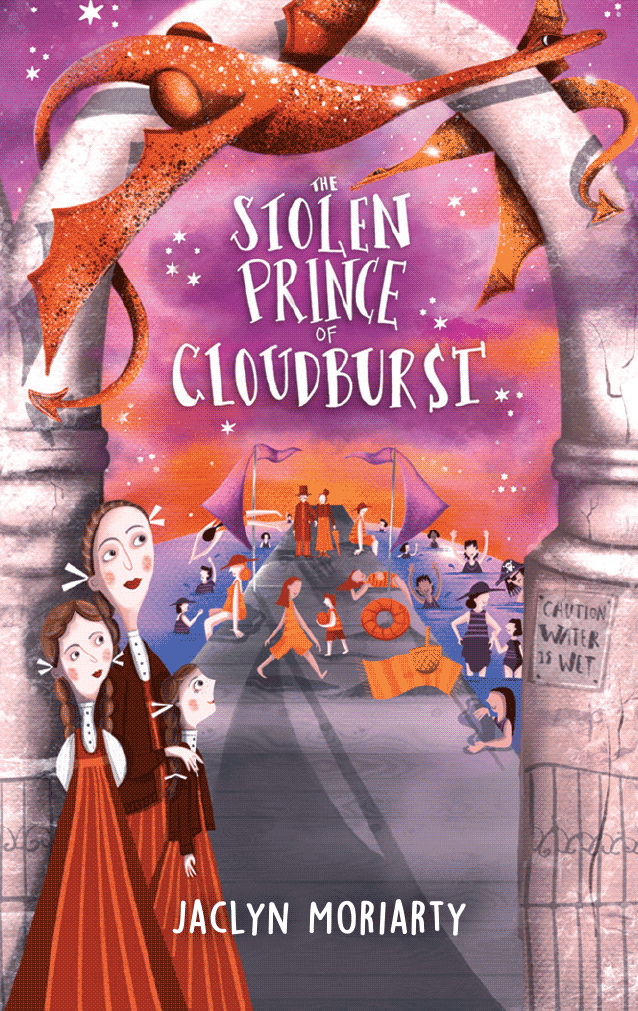 THE
STOLEN
PRINCE
OF
CLOUDBURST
CAUTION
WATER
IS WET
JACLYN MORIARTY